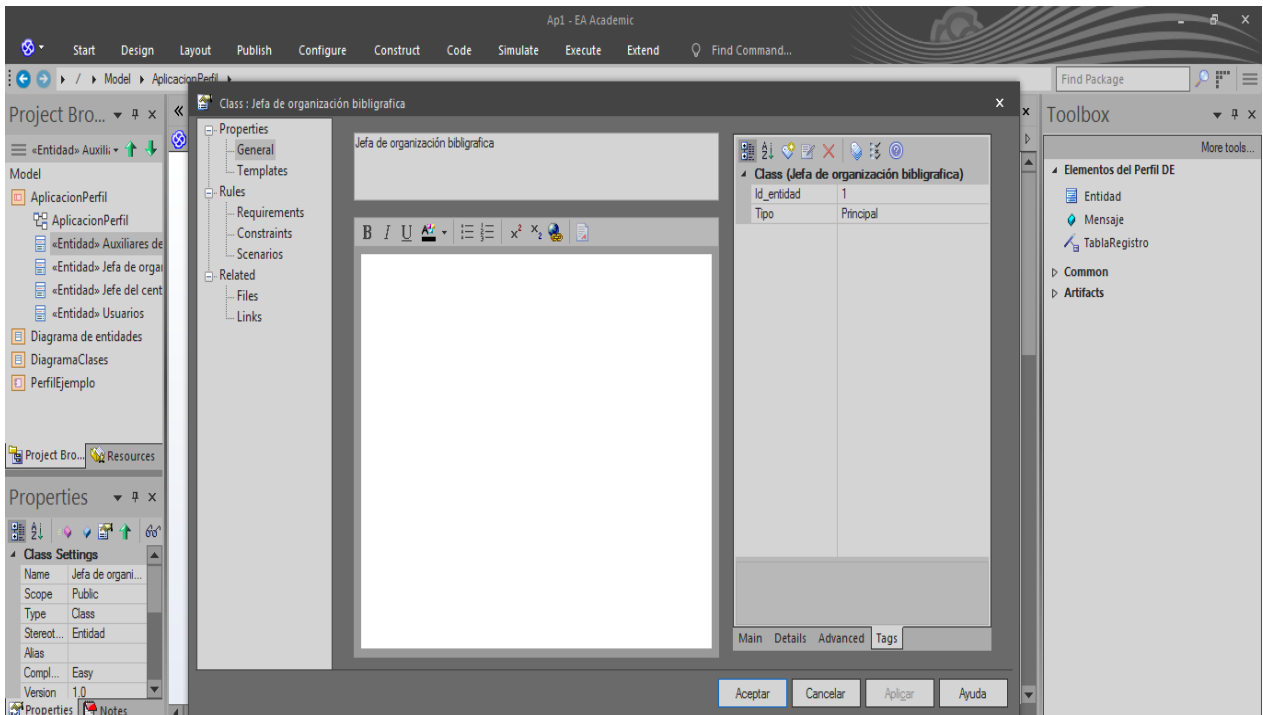 Ap1 - EA Academic
Start Design Layout Publish Configure Construct Code Simulate Execute Extend Find Command...
/ Model AplicacionPerfil
Find Package
Project Bro...
«Entidad» Auxili
Model
AplicacionPerfil
AplicacionPerfil
«Entidad» Auxiliares de
«Entidad» Jefa de orga
«Entidad» Jefe del cent
«Entidad» Usuarios
Diagrama de entidades
DiagramaClases
PerfilEjemplo
Project Bro... Resources
Properties
Class Settings
Name Jefa de organi...
Scope Public
Type Class
Stereot... Entidad
Alias
Compl... Easy
Version 1.0
Properties Notes
Class : Jefa de organización bibligrafica
Properties
General
Templates
Rules
Requirements
Constraints
Scenarios
Related
Files
Links
Jefa de organización bibligrafica
B I U A x² x₂
Class (Jefa de organización bibligrafica)
Id_entidad 1
Tipo Principal
Main Details Advanced Tags
Aceptar Cancelar Aplicar Ayuda
Toolbox
More tools...
Elementos del Perfil DE
Entidad
Mensaje
TablaRegistro
Common
Artifacts